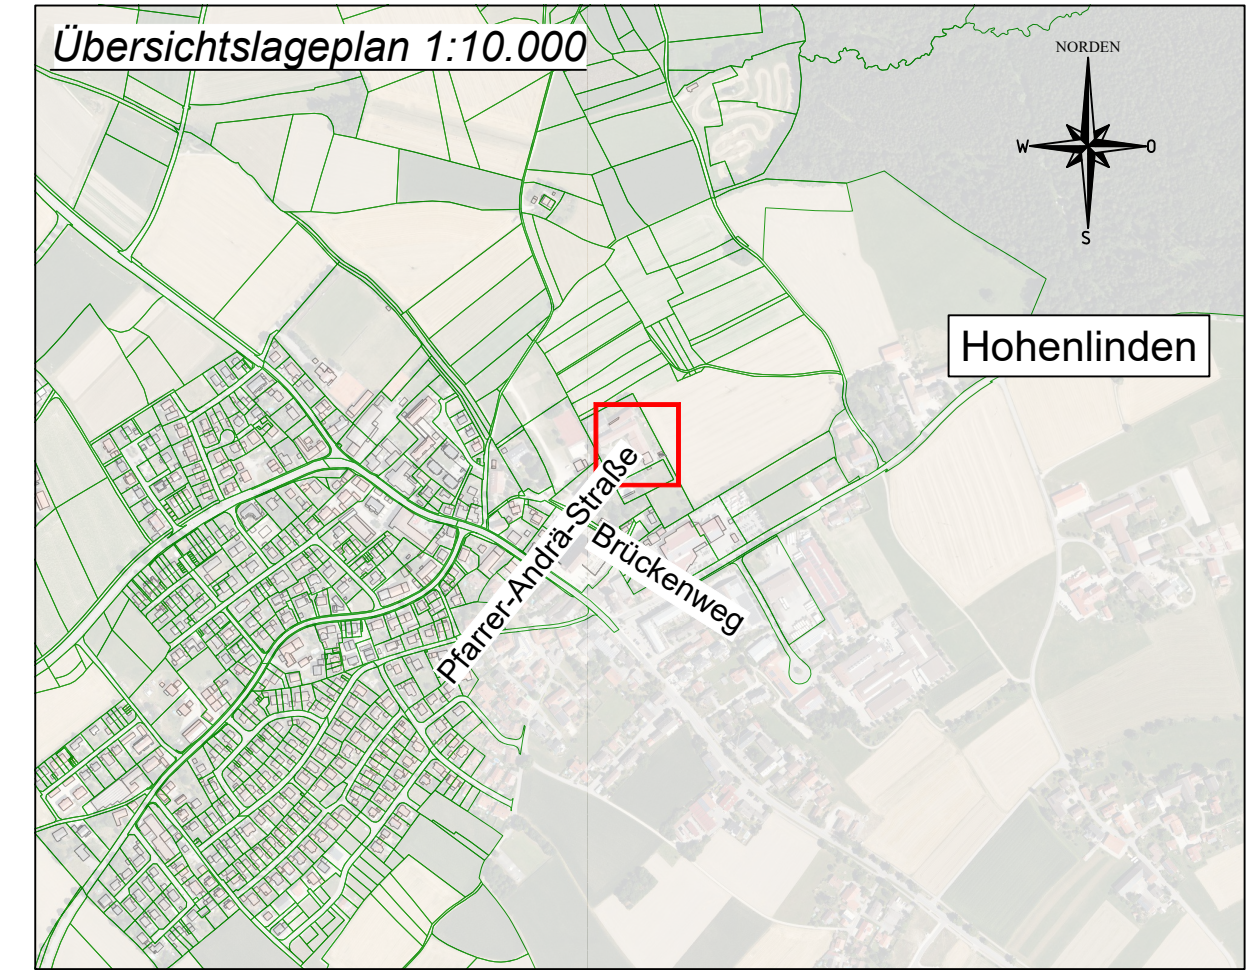 Übersichtslageplan 1:10.000
NORDEN
W
O
S
Hohenlinden
Pfarrer-Andrä-Straße
Brückenweg